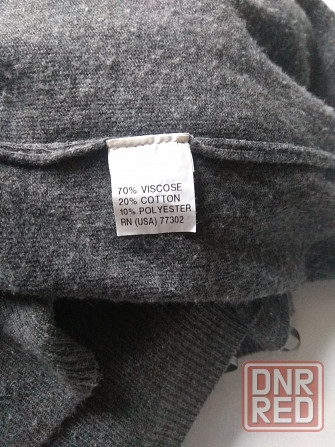 70% VISCOSE
20% COTTON
10% POLYESTER
RN (USA) 77302
DNR
RED